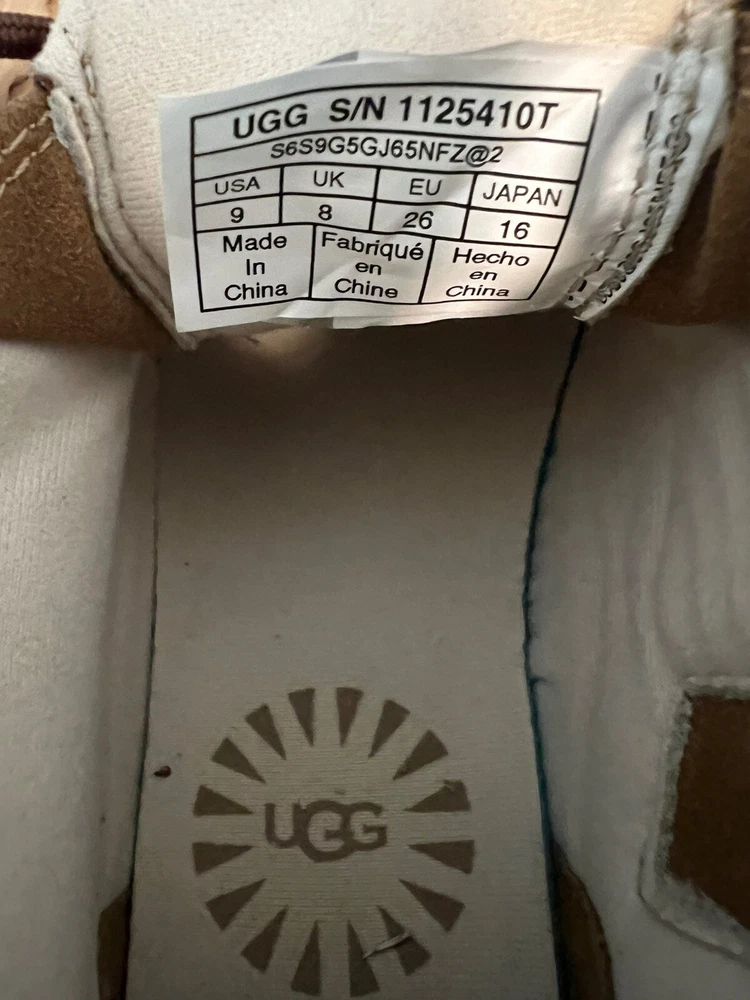 UGG S/N 1125410T
S6S9G5GJ65NFZ@2
USA UK EU JAPAN
9 8 26 16
Made In China
Fabriqué en Chine
Hecho en China
UGG